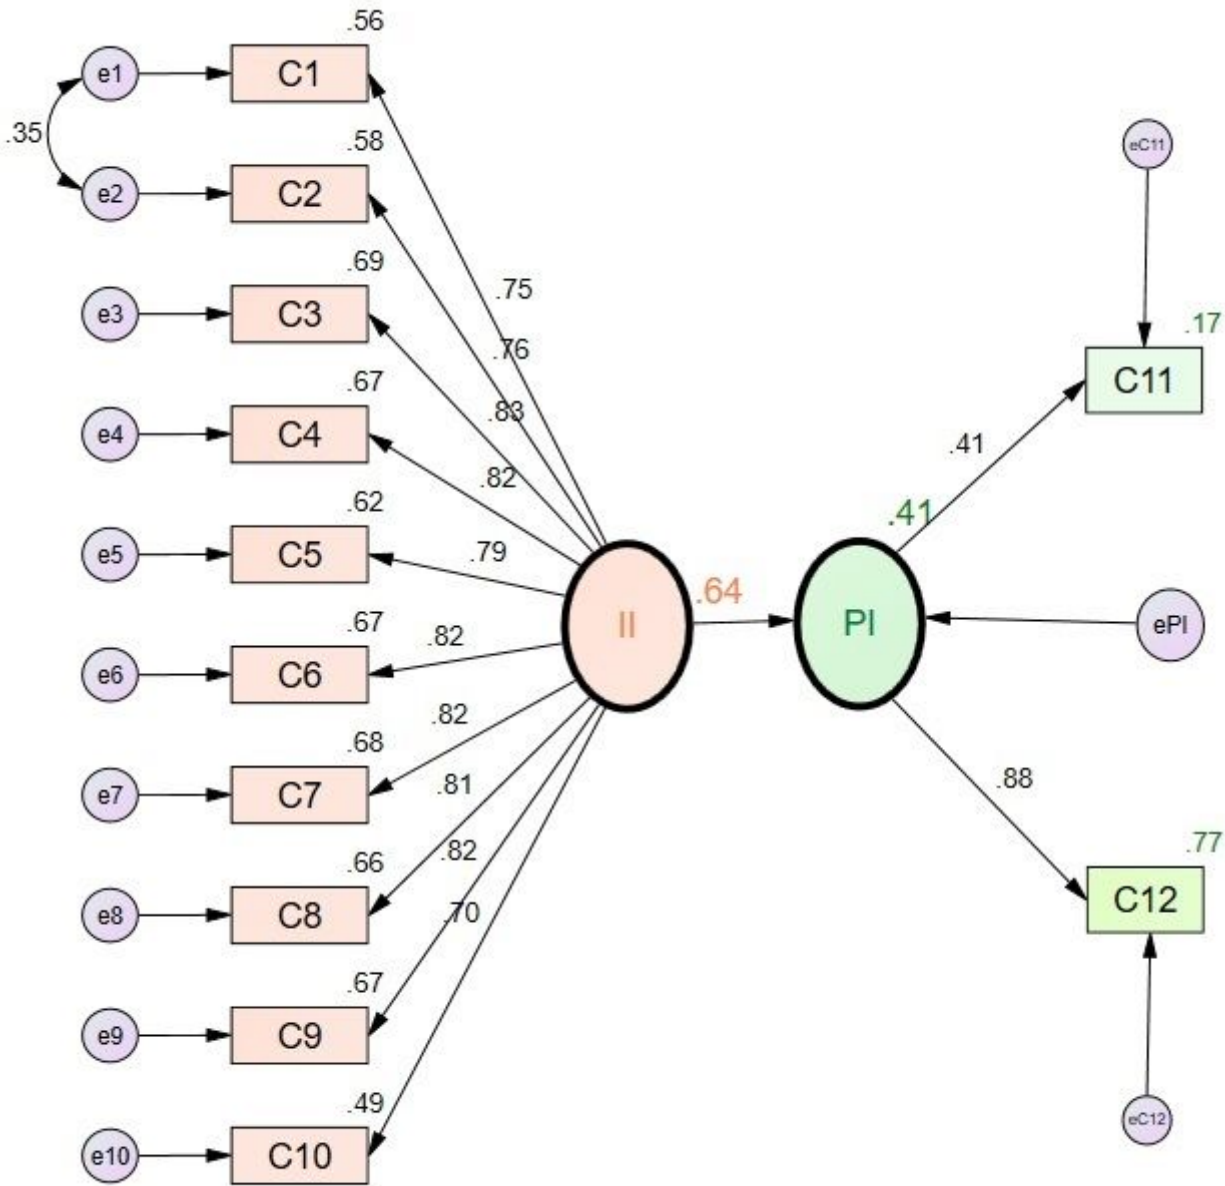 .56
e1
C1
.35
.58
e2
C2
.69
e3
C3
.67
e4
C4
.62
e5
C5
.67
e6
C6
.68
e7
C7
.66
e8
C8
.67
e9
C9
.49
e10
C10
.75
.76
.83
.82
.79
.82
.82
.81
.82
.70
II
.64
.41
PI
ePI
.41
eC11
.17
C11
.88
.77
C12
eC12